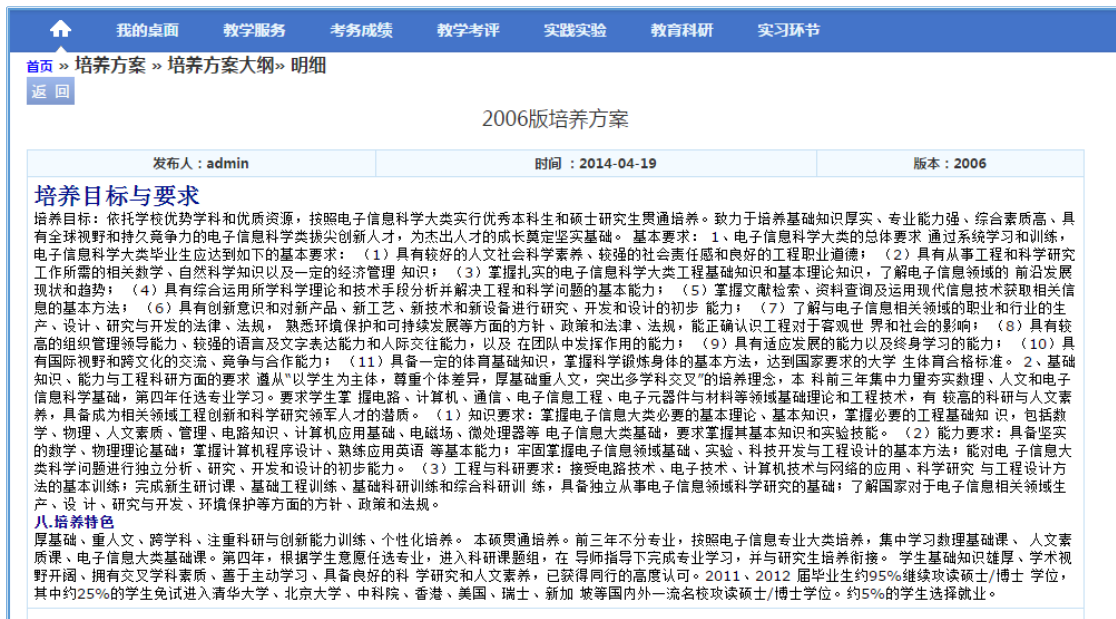 我的桌面 教学服务 考务成绩 教学考评 实践实验 教育科研 实习环节
首页 » 培养方案 » 培养方案大纲» 明细
返 回
2006版培养方案
发布人：admin 时间 ：2014-04-19 版本：2006
培养目标与要求
培养目标：依托学校优势学科和优质资源，按照电子信息科学大类实行优秀本科生和硕士研究生贯通培养。致力于培养基础知识厚实、专业能力强、综合素质高、具
有全球视野和持久竞争力的电子信息科学类拔尖创新人才，为杰出人才的成长奠定坚实基础。 基本要求： 1、电子信息科学大类的总体要求 通过系统学习和训练，
电子信息科学大类毕业生应达到如下的基本要求： （1）具有较好的人文社会科学素养、较强的社会责任感和良好的工程职业道德； （2）具有从事工程和科学研究
工作所需的相关数学、自然科学知识以及一定的经济管理 知识； （3）掌握扎实的电子信息科学大类工程基础知识和基本理论知识，了解电子信息领域的 前沿发展
现状和趋势； （4）具有综合运用所学科学理论和技术手段分析并解决工程和科学问题的基本能力； （5）掌握文献检索、资料查询及运用现代信息技术获取相关信
息的基本方法； （6）具有创新意识和对新产品、新工艺、新技术和新设备进行研究、开发和设计的初步 能力； （7）了解与电子信息相关领域的职业和行业的生
产、设计、研究与开发的法律、法规， 熟悉环境保护和可持续发展等方面的方针、政策和法津、法规，能正确认识工程对于客观世 界和社会的影响； （8）具有较
高的组织管理领导能力、较强的语言及文字表达能力和人际交往能力，以及 在团队中发挥作用的能力； （9）具有适应发展的能力以及终身学习的能力； （10）具
有国际视野和跨文化的交流、竞争与合作能力； （11）具备一定的体育基础知识，掌握科学锻炼身体的基本方法，达到国家要求的大学 生体育合格标准。 2、基础
知识、能力与工程科研方面的要求 遵从“以学生为主体，尊重个体差异，厚基础重人文，突出多学科交叉”的培养理念，本 科前三年集中力量夯实数理、人文和电子
信息科学基础，第四年任选专业学习。要求学生掌 握电路、计算机、通信、电子信息工程、电子元器件与材料等领域基础理论和工程技术，有 较高的科研与人文素
养，具备成为相关领域工程创新和科学研究领军人才的潜质。 （1）知识要求：掌握电子信息大类必要的基本理论、基本知识，掌握必要的工程基础知 识，包括数
学、物理、人文素质、管理、电路知识、计算机应用基础、电磁场、微处理器等 电子信息大类基础，要求掌握其基本知识和实验技能。 （2）能力要求：具备坚实
的数学、物理理论基础；掌握计算机程序设计、熟练应用英语 等基本能力；牢固掌握电子信息领域基础、实验、科技开发与工程设计的基本方法；能对电 子信息大
类科学问题进行独立分析、研究、开发和设计的初步能力。 （3）工程与科研要求：接受电路技术、电子技术、计算机技术与网络的应用、科学研究 与工程设计方
法的基本训练；完成新生研讨课、基础工程训练、基础科研训练和综合科研训 练，具备独立从事电子信息领域科学研究的基础；了解国家对于电子信息相关领域生
产、设 计、研究与开发、环境保护等方面的方针、政策和法规。
八.培养特色
厚基础、重人文、跨学科、注重科研与创新能力训练、个性化培养。 本硕贯通培养。前三年不分专业，按照电子信息专业大类培养，集中学习数理基础课、 人文素
质课、电子信息大类基础课。第四年，根据学生意愿任选专业，进入科研课题组，在 导师指导下完成专业学习，并与研究生培养衔接。 学生基础知识雄厚、学术视
野开阔、拥有交叉学科素质、善于主动学习、具备良好的科 学研究和人文素养，已获得同行的高度认可。2011、2012 届毕业生约95%继续攻读硕士/博士 学位，
其中约25%的学生免试进入清华大学、北京大学、中科院、香港、美国、瑞士、新加 坡等国内外一流名校攻读硕士/博士学位。约5%的学生选择就业。